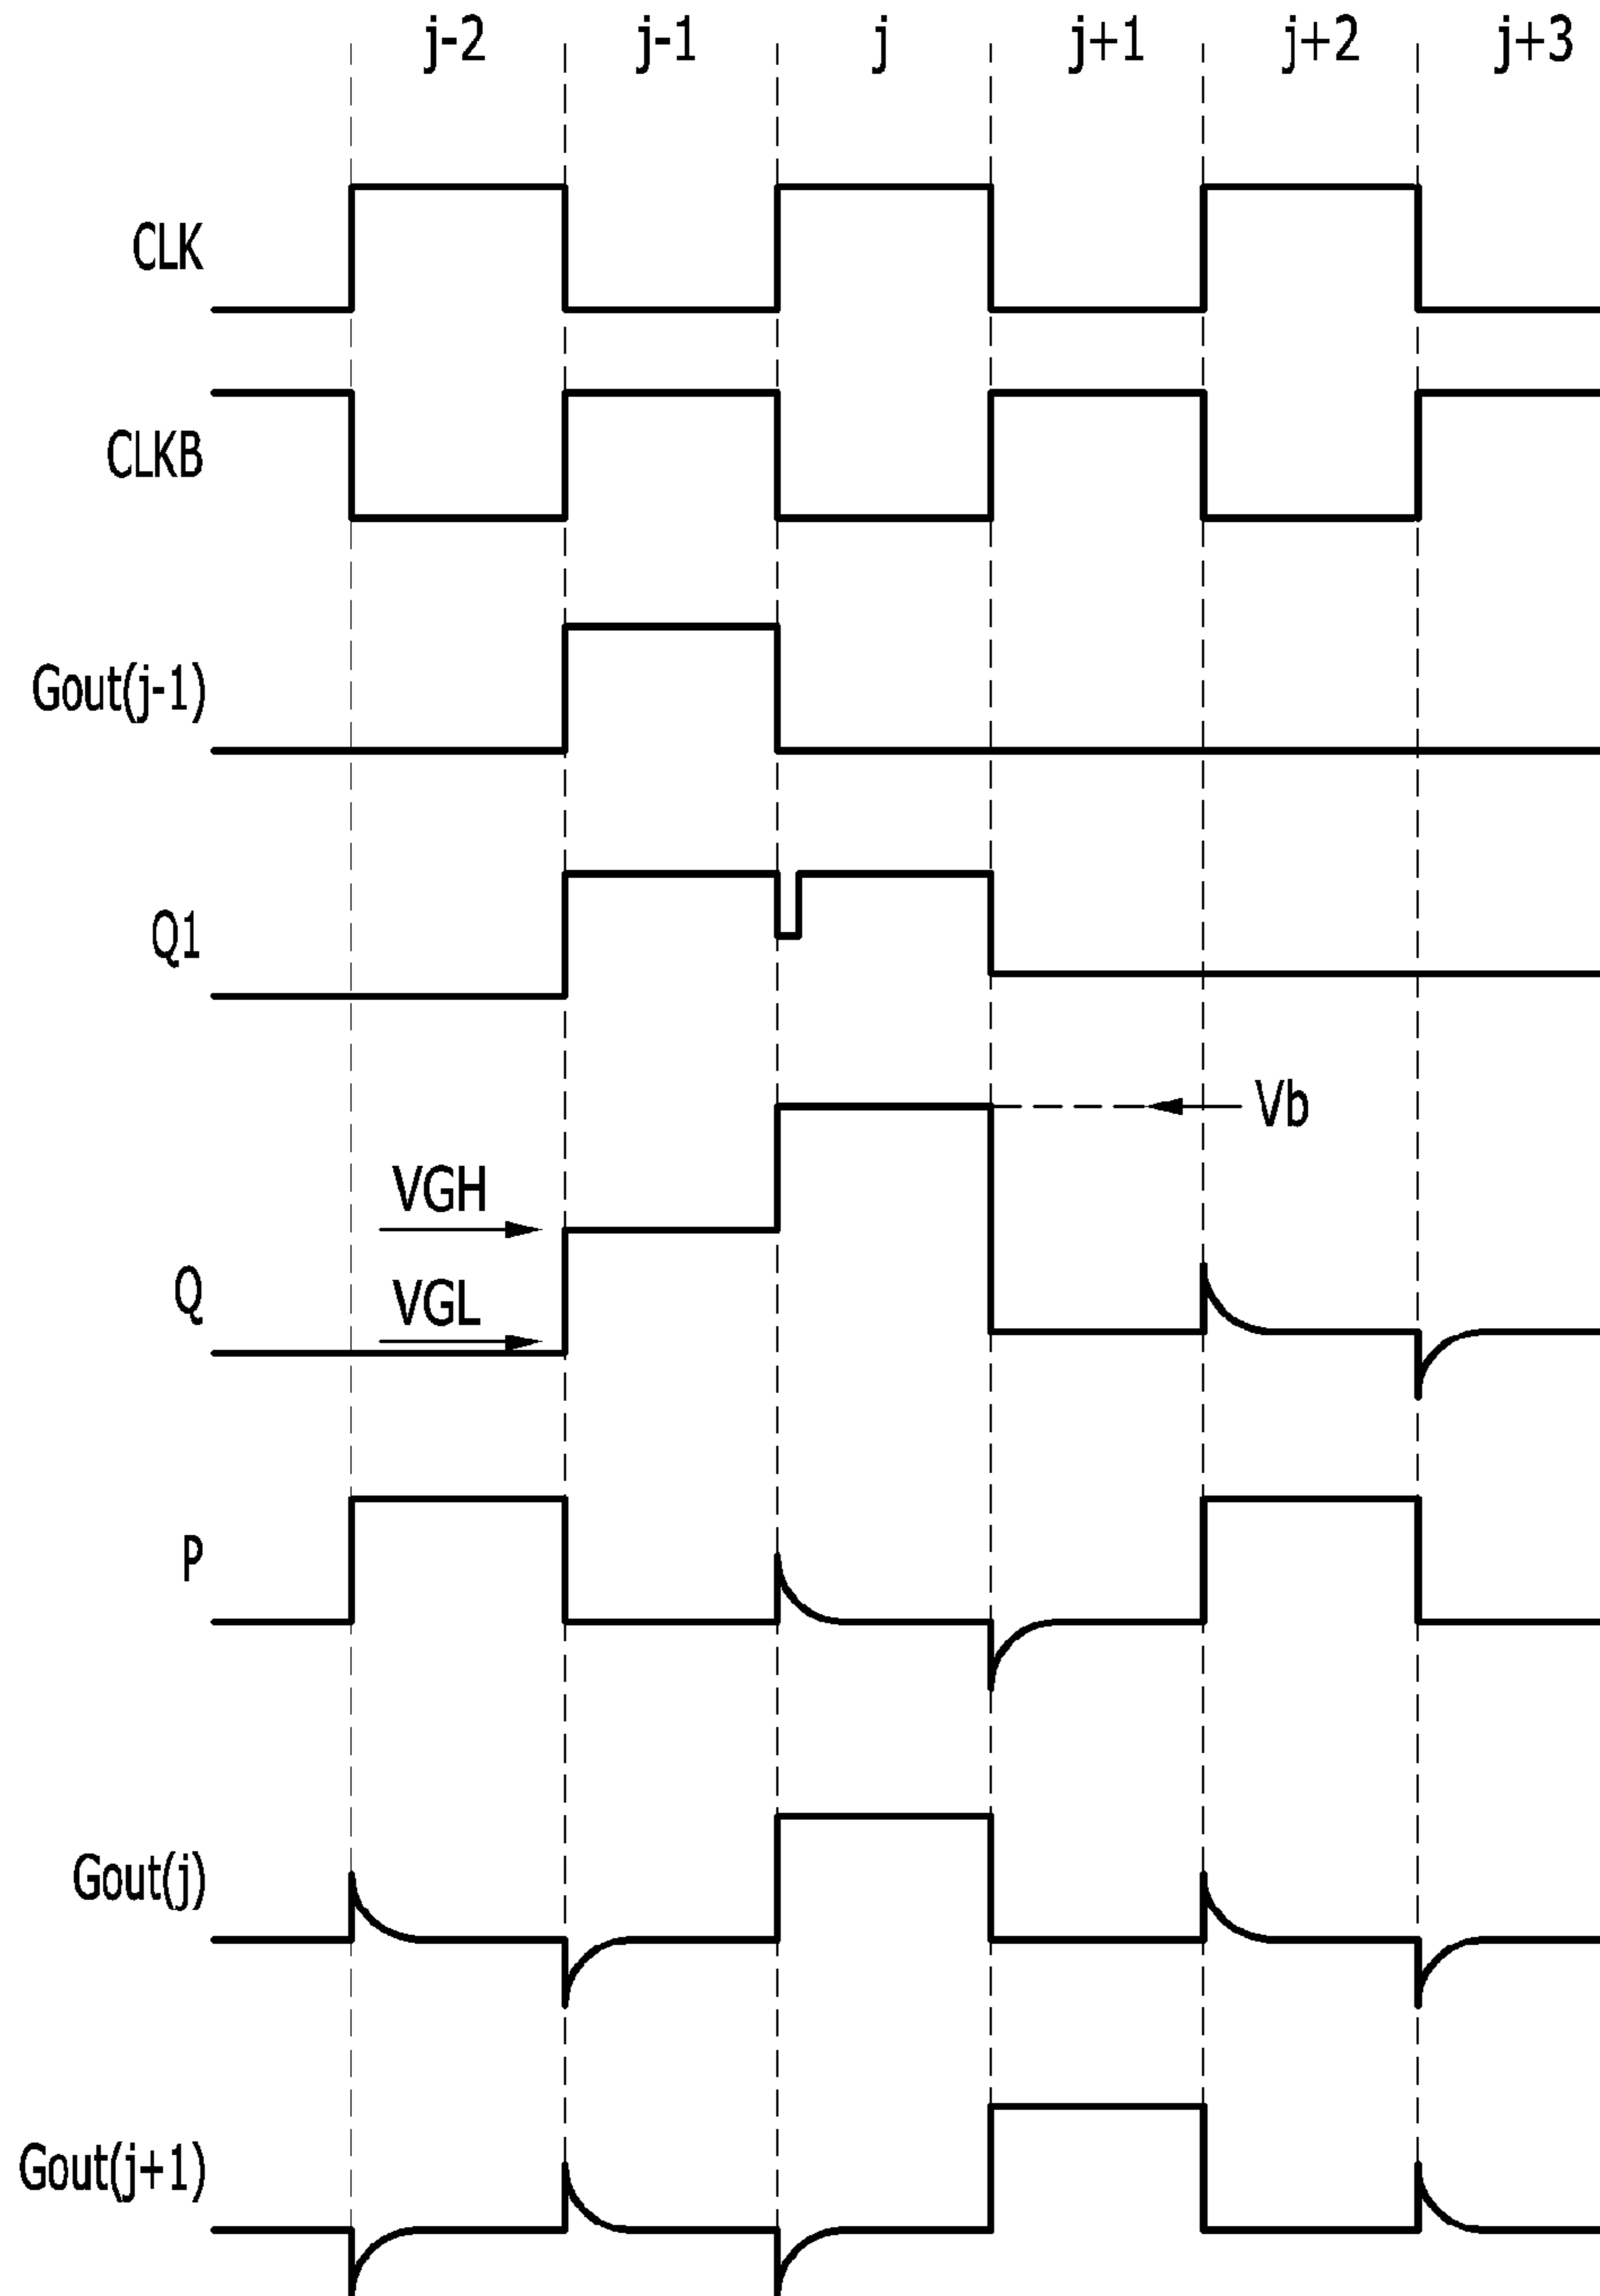 j-2 j-1 j j+1 j+2 j+3
CLK
CLKB
Gout(j-1)
Q1
Vb
VGH
Q
VGL
P
Gout(j)
Gout(j+1)